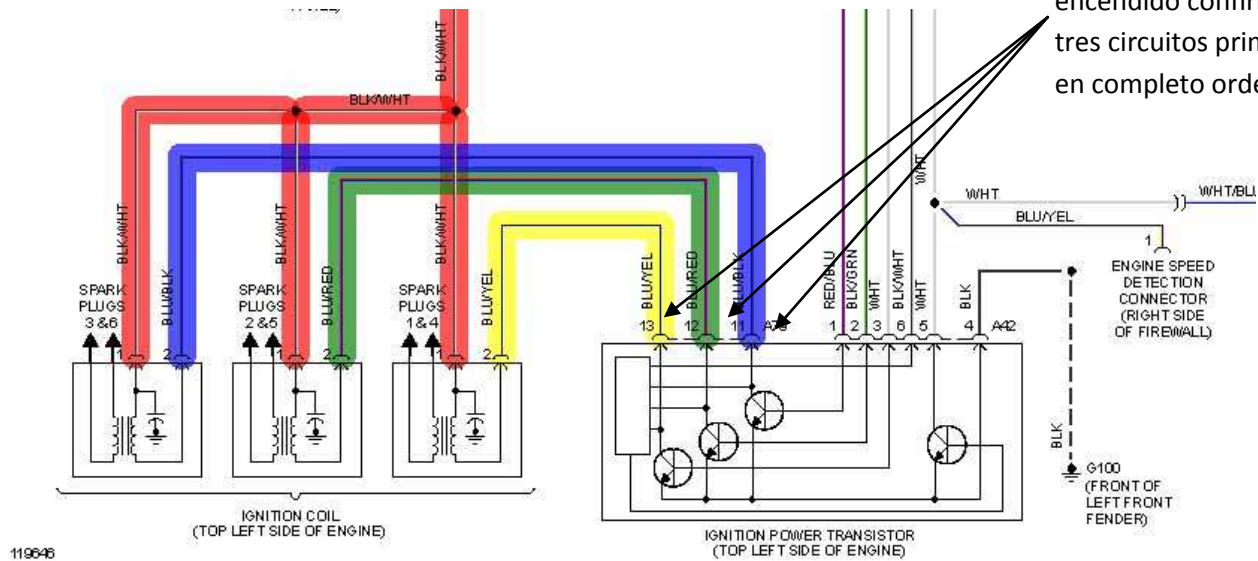 encendido
tres circuitos
en completo
BLK/WHT
BLK/WHT
BLK/WHT
BLU/BLK
BLK/WHT
BLU/RED
BLK/WHT
BLU/YEL
BLU/YEL
BLU/RED
BLU/BLK
RED/BLU
BLK/GRN
WHT
BLK/WHT
WHT
WHT
BLK
WHT
WHT/BLU
BLU/YEL
1
ENGINE SPEED
DETECTION
CONNECTOR
(RIGHT SIDE
OF FIREWALL)
SPARK
PLUGS
3 & 6
1 2
SPARK
PLUGS
2 & 5
1 2
SPARK
PLUGS
1 & 4
1 2
13 12 11 1 2 3 6 5 4 A42
BLK
G100
(FRONT OF
LEFT FRONT
FENDER)
IGNITION COIL
(TOP LEFT SIDE OF ENGINE)
IGNITION POWER TRANSISTOR
(TOP LEFT SIDE OF ENGINE)
119646